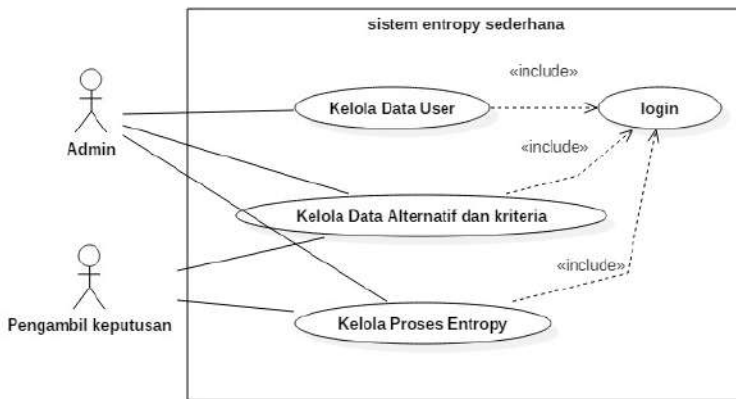 sistem entropy sederhana
«include»
Kelola Data User
login
Admin
«include»
Kelola Data Alternatif dan kriteria
«include»
Pengambil keputusan
Kelola Proses Entropy